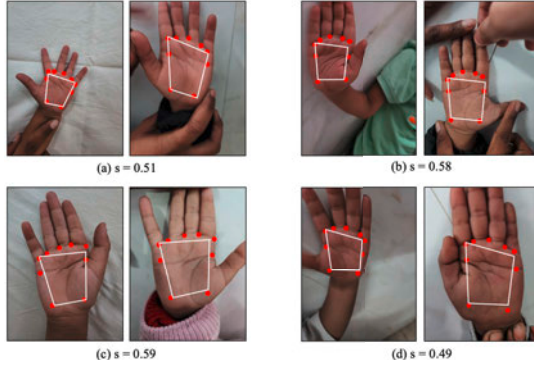 (a) s = 0.51
(b) s = 0.58
(c) s = 0.59
(d) s = 0.49